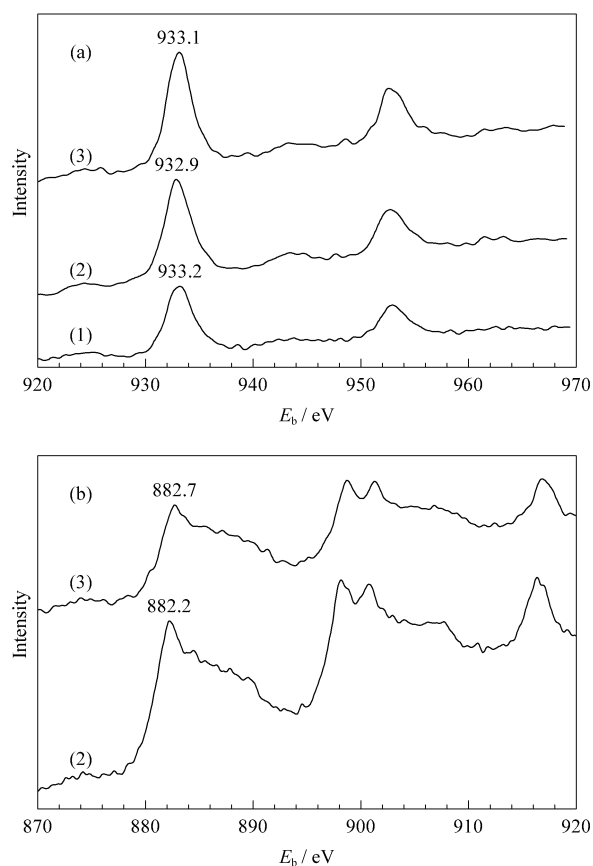 (a)
933.1
(3)
932.9
(2)
933.2
(1)
Intensity
920 930 940 950 960 970
E_b / eV
(b)
882.7
(3)
882.2
(2)
Intensity
870 880 890 900 910 920
E_b / eV